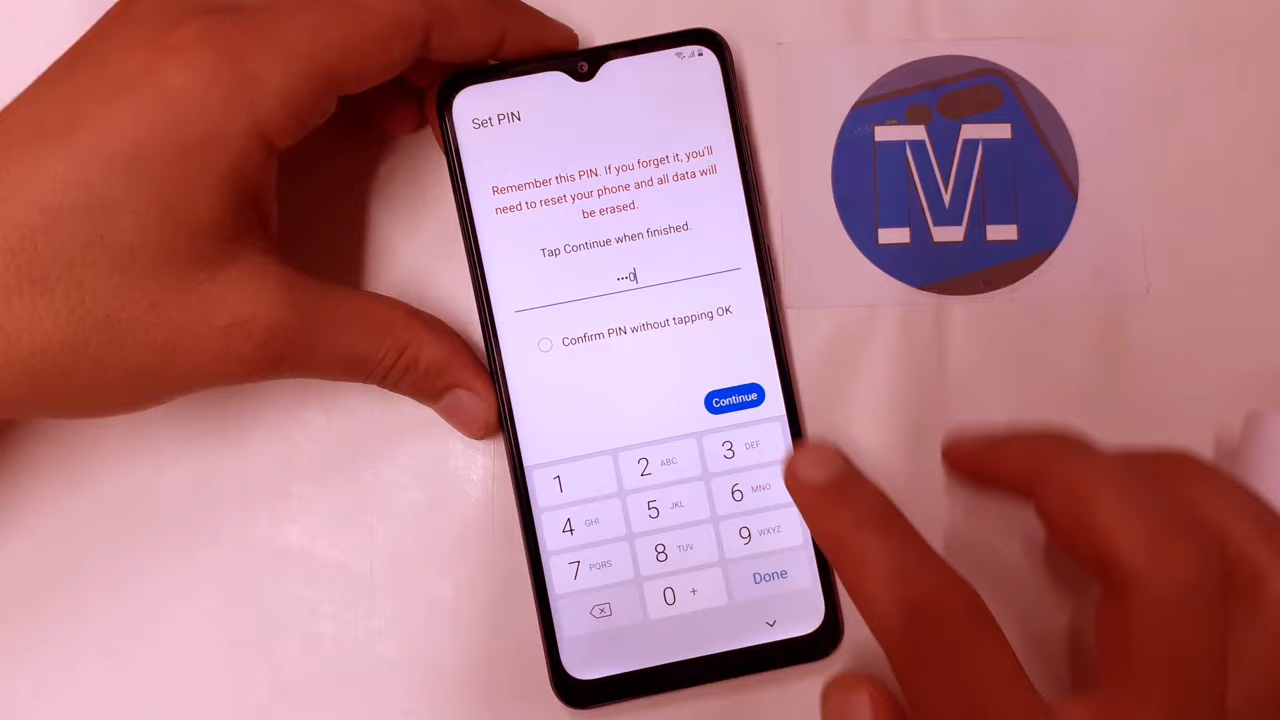 Set PIN
Remember this PIN. If you forget it, you'll
need to reset your phone and all data will
be erased.
Tap Continue when finished.
•••0
Confirm PIN without tapping OK
Continue
1
2 ABC
3 DEF
4 GHI
5 JKL
6 MNO
7 PQRS
8 TUV
9 WXYZ
0 +
Done
M